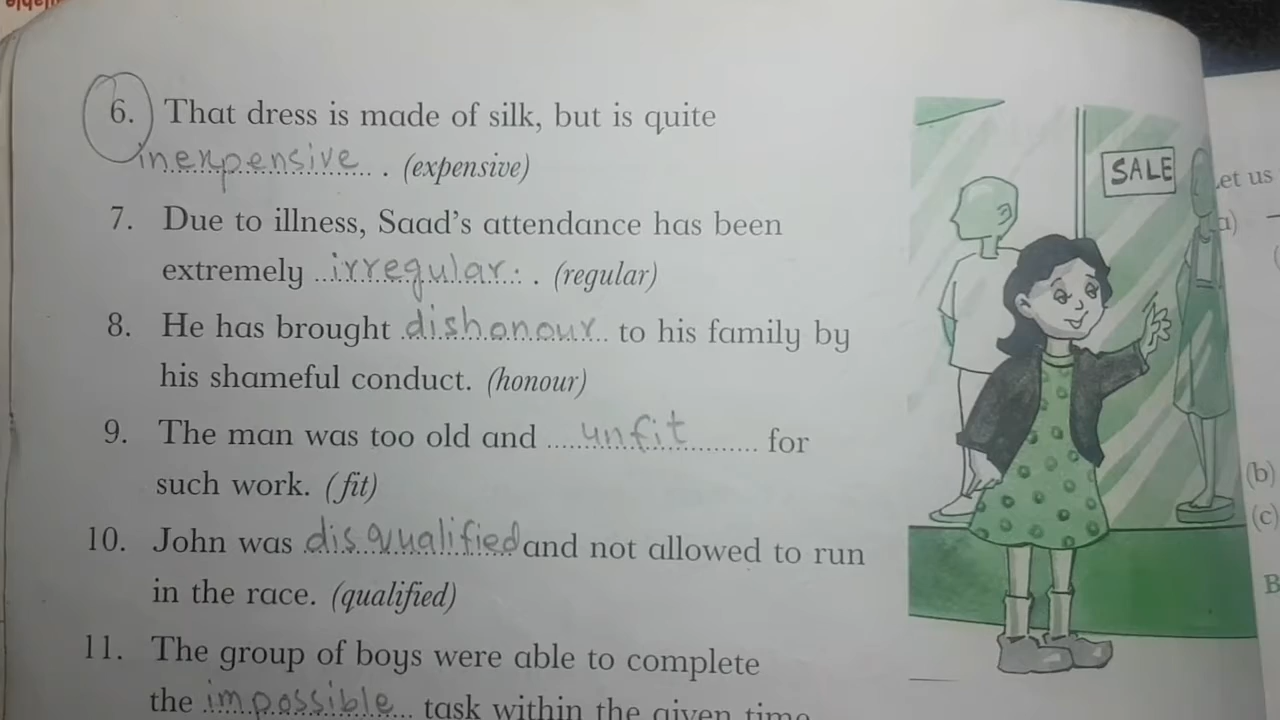 6. That dress is made of silk, but is quite
inexpensive. (expensive)
7. Due to illness, Saad's attendance has been
extremely irregular. (regular)
8. He has brought dishonour to his family by
his shameful conduct. (honour)
9. The man was too old and unfit for
such work. (fit)
10. John was disqualified and not allowed to run
in the race. (qualified)
11. The group of boys were able to complete
the impossible task within the given time
SALE
et us
a)
(b)
(c)
B